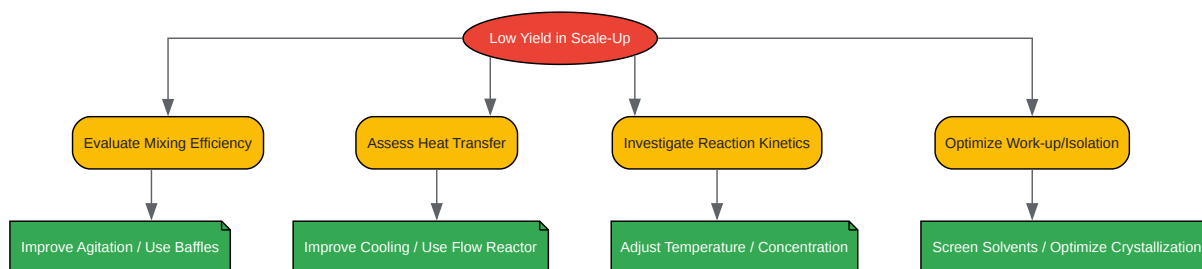 Low Yield in Scale-Up
Evaluate Mixing Efficiency
Assess Heat Transfer
Investigate Reaction Kinetics
Optimize Work-up/Isolation
Improve Agitation / Use Baffles
Improve Cooling / Use Flow Reactor
Adjust Temperature / Concentration
Screen Solvents / Optimize Crystallization